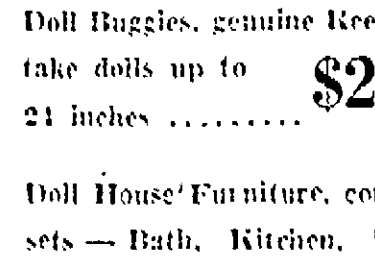 Doll Buggies, genuine
take dolls up to
$2
21 inches ..........
Doll House Furniture,
sets — Bath, Kitchen,